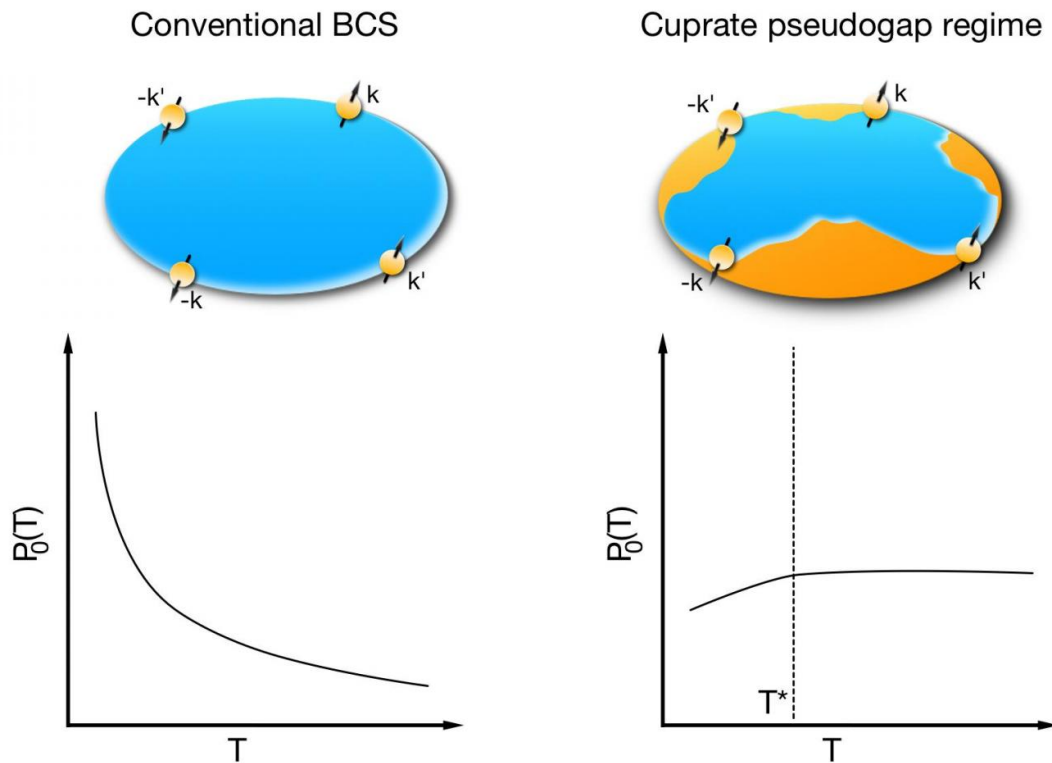 Conventional BCS
-k'
k
-k
k'
P₀(T)
T
Cuprate pseudogap regime
-k'
k
-k
k'
P₀(T)
T*
T